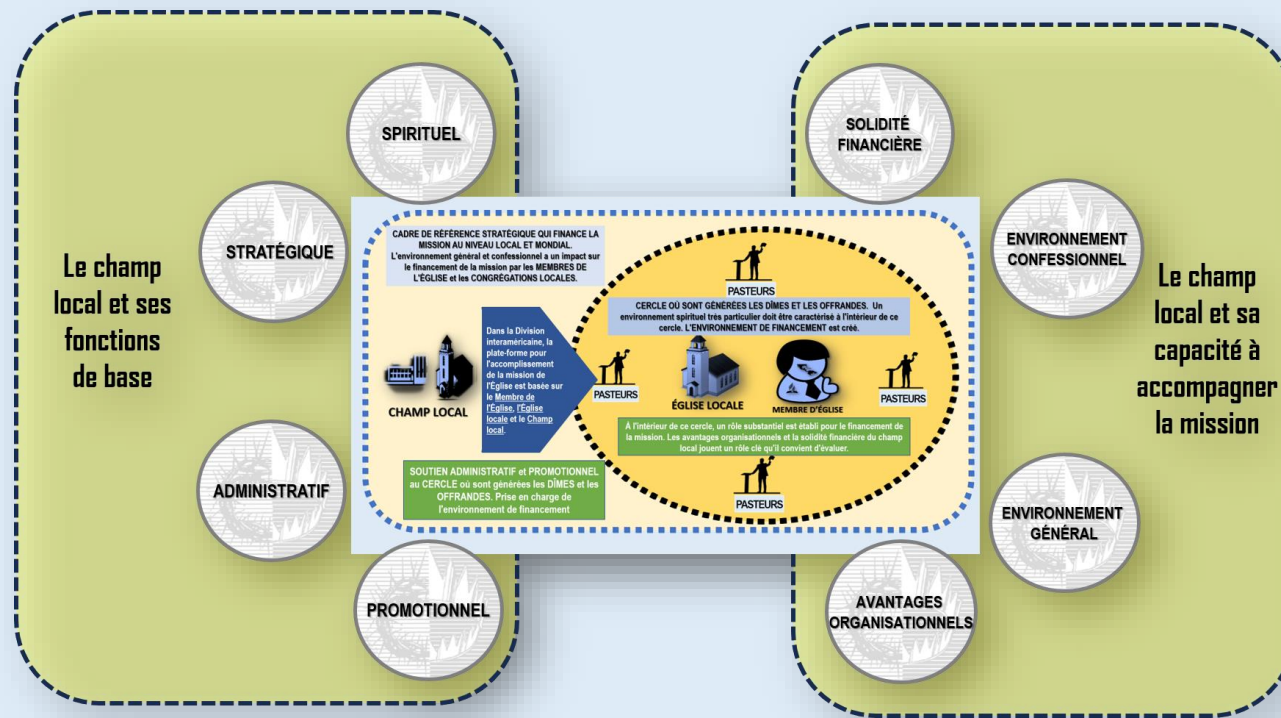 Le champ
local et ses
fonctions
de base
SPIRITUEL
STRATÉGIQUE
ADMINISTRATIF
PROMOTIONNEL
CADRE DE RÉFÉRENCE STRATÉGIQUE QUI FINANCE LA
MISSION AU NIVEAU LOCAL ET MONDIAL.
L'environnement général et confessionnel a un impact sur
le financement de la mission par les MEMBRES DE
L'ÉGLISE et les CONGRÉGATIONS LOCALES.
CHAMP LOCAL
Dans la Division
interaméricaine, la
plate-forme pour
l'accomplissement
de la mission de
l'Église est basée sur
le Membre de
l'Église, l'Église
locale et le Champ
local.
SOUTIEN ADMINISTRATIF et PROMOTIONNEL
au CERCLE où sont générées les DÎMES et les
OFFRANDES. Prise en charge de
l'environnement de financement
PASTEURS
CERCLE OÙ SONT GÉNÉRÉES LES DÎMES ET LES OFFRANDES. Un
environnement spirituel très particulier doit être caractérisé à l'intérieur de ce
cercle. L'ENVIRONNEMENT DE FINANCEMENT est créé.
PASTEURS
ÉGLISE LOCALE
MEMBRE D'ÉGLISE
PASTEURS
À l'intérieur de ce cercle, un rôle substantiel est établi pour le financement de
la mission. Les avantages organisationnels et la solidité financière du champ
local jouent un rôle clé qu'il convient d'évaluer.
PASTEURS
SOLIDITÉ
FINANCIÈRE
ENVIRONNEMENT
CONFESSIONNEL
ENVIRONNEMENT
GÉNÉRAL
AVANTAGES
ORGANISATIONNELS
Le champ
local et sa
capacité à
accompagner
la mission